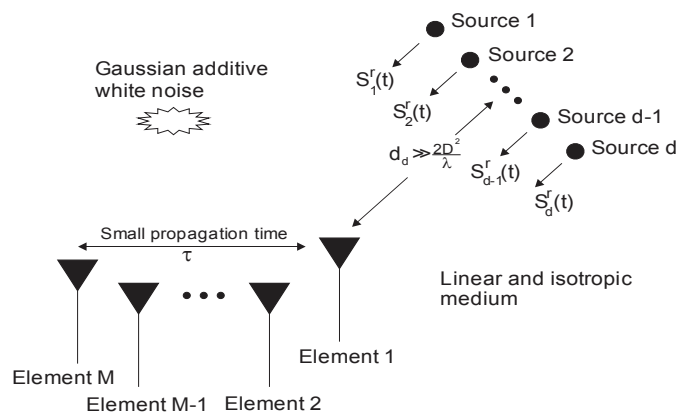 Source 1
Source 2
Gaussian additive
white noise
S₁ʳ(t)
S₂ʳ(t)
Source d-1
Source d
d_d ≫ 2D²/λ
S_{d-1}ʳ(t)
S_dʳ(t)
Small propagation time
τ
Linear and isotropic
medium
Element 1
Element M
Element M-1
Element 2